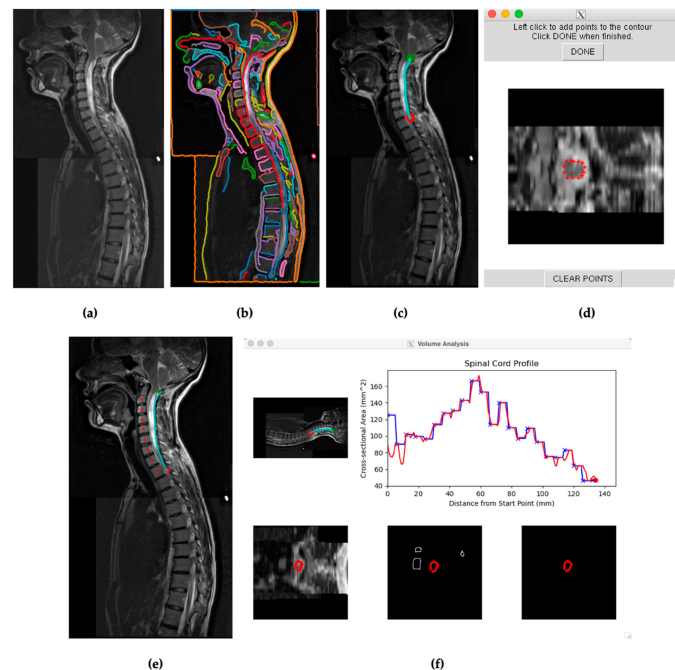 Left click to add points to the contour
Click DONE when finished.
DONE
CLEAR POINTS
(a)
(b)
(c)
(d)
Volume Analysis
Spinal Cord Profile
Cross-sectional Area (mm^2)
160
140
120
100
80
60
40
0
20
40
60
80
100
120
140
Distance from Start Point (mm)
(e)
(f)